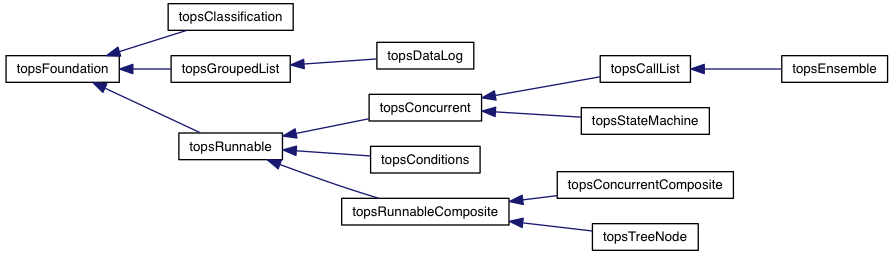 topsClassification
topsFoundation
topsGroupedList
topsDataLog
topsCallList
topsEnsemble
topsConcurrent
topsStateMachine
topsRunnable
topsConditions
topsConcurrentComposite
topsRunnableComposite
topsTreeNode